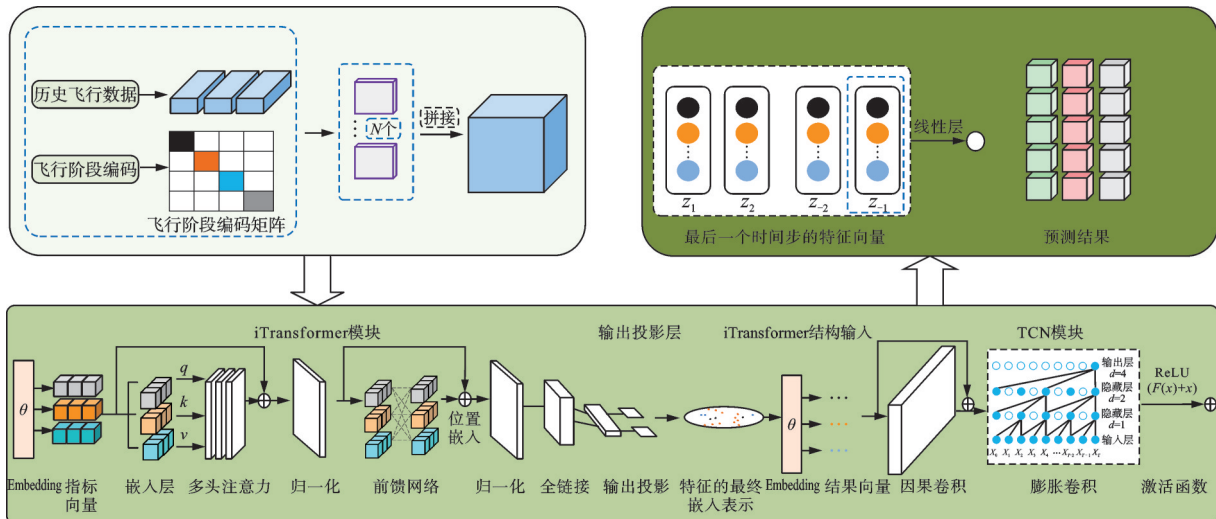 历史飞行数据
飞行阶段编码
飞行阶段编码矩阵
N个
拼接
z₁
z₂
z₋₂
z₋₁
线性层
最后一个时间步的特征向量
预测结果
iTransformer模块
输出投影层
iTransformer结构输入
TCN模块
θ
q
k
v
位置
嵌入
θ
输出层
d=4
隐藏层
d=2
隐藏层
d=1
输入层
ReLU
(F(x)+x)
Embedding
指标
向量
嵌入层
多头注意力
归一化
前馈网络
归一化
全链接
输出投影
特征的最终
嵌入表示
Embedding
结果向量
因果卷积
膨胀卷积
激活函数